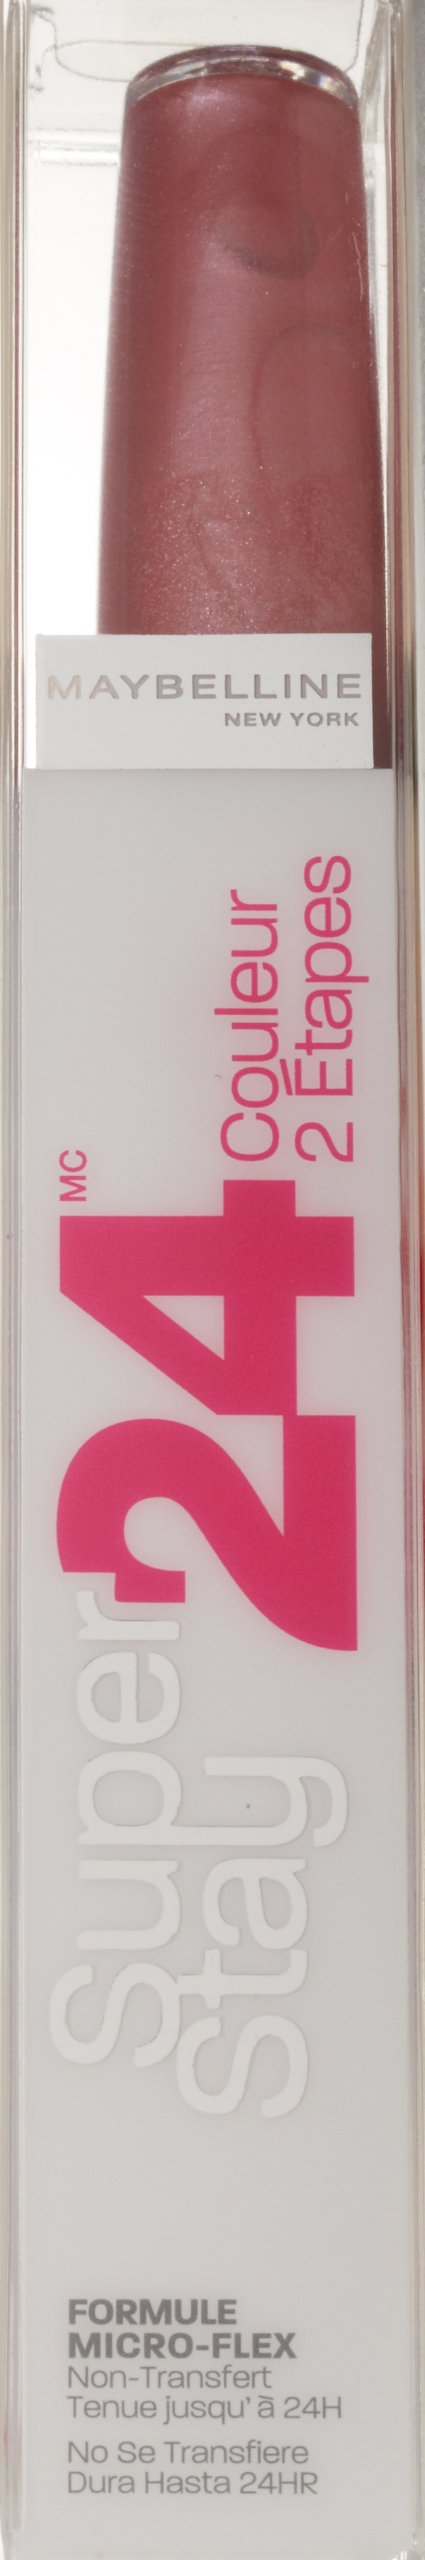 MAYBELLINE
NEW YORK
Super
Stay
24 MC
Couleur
2 Étapes
FORMULE
MICRO-FLEX
Non-Transfert
Tenue jusqu' à 24H
No Se Transfiere
Dura Hasta 24HR